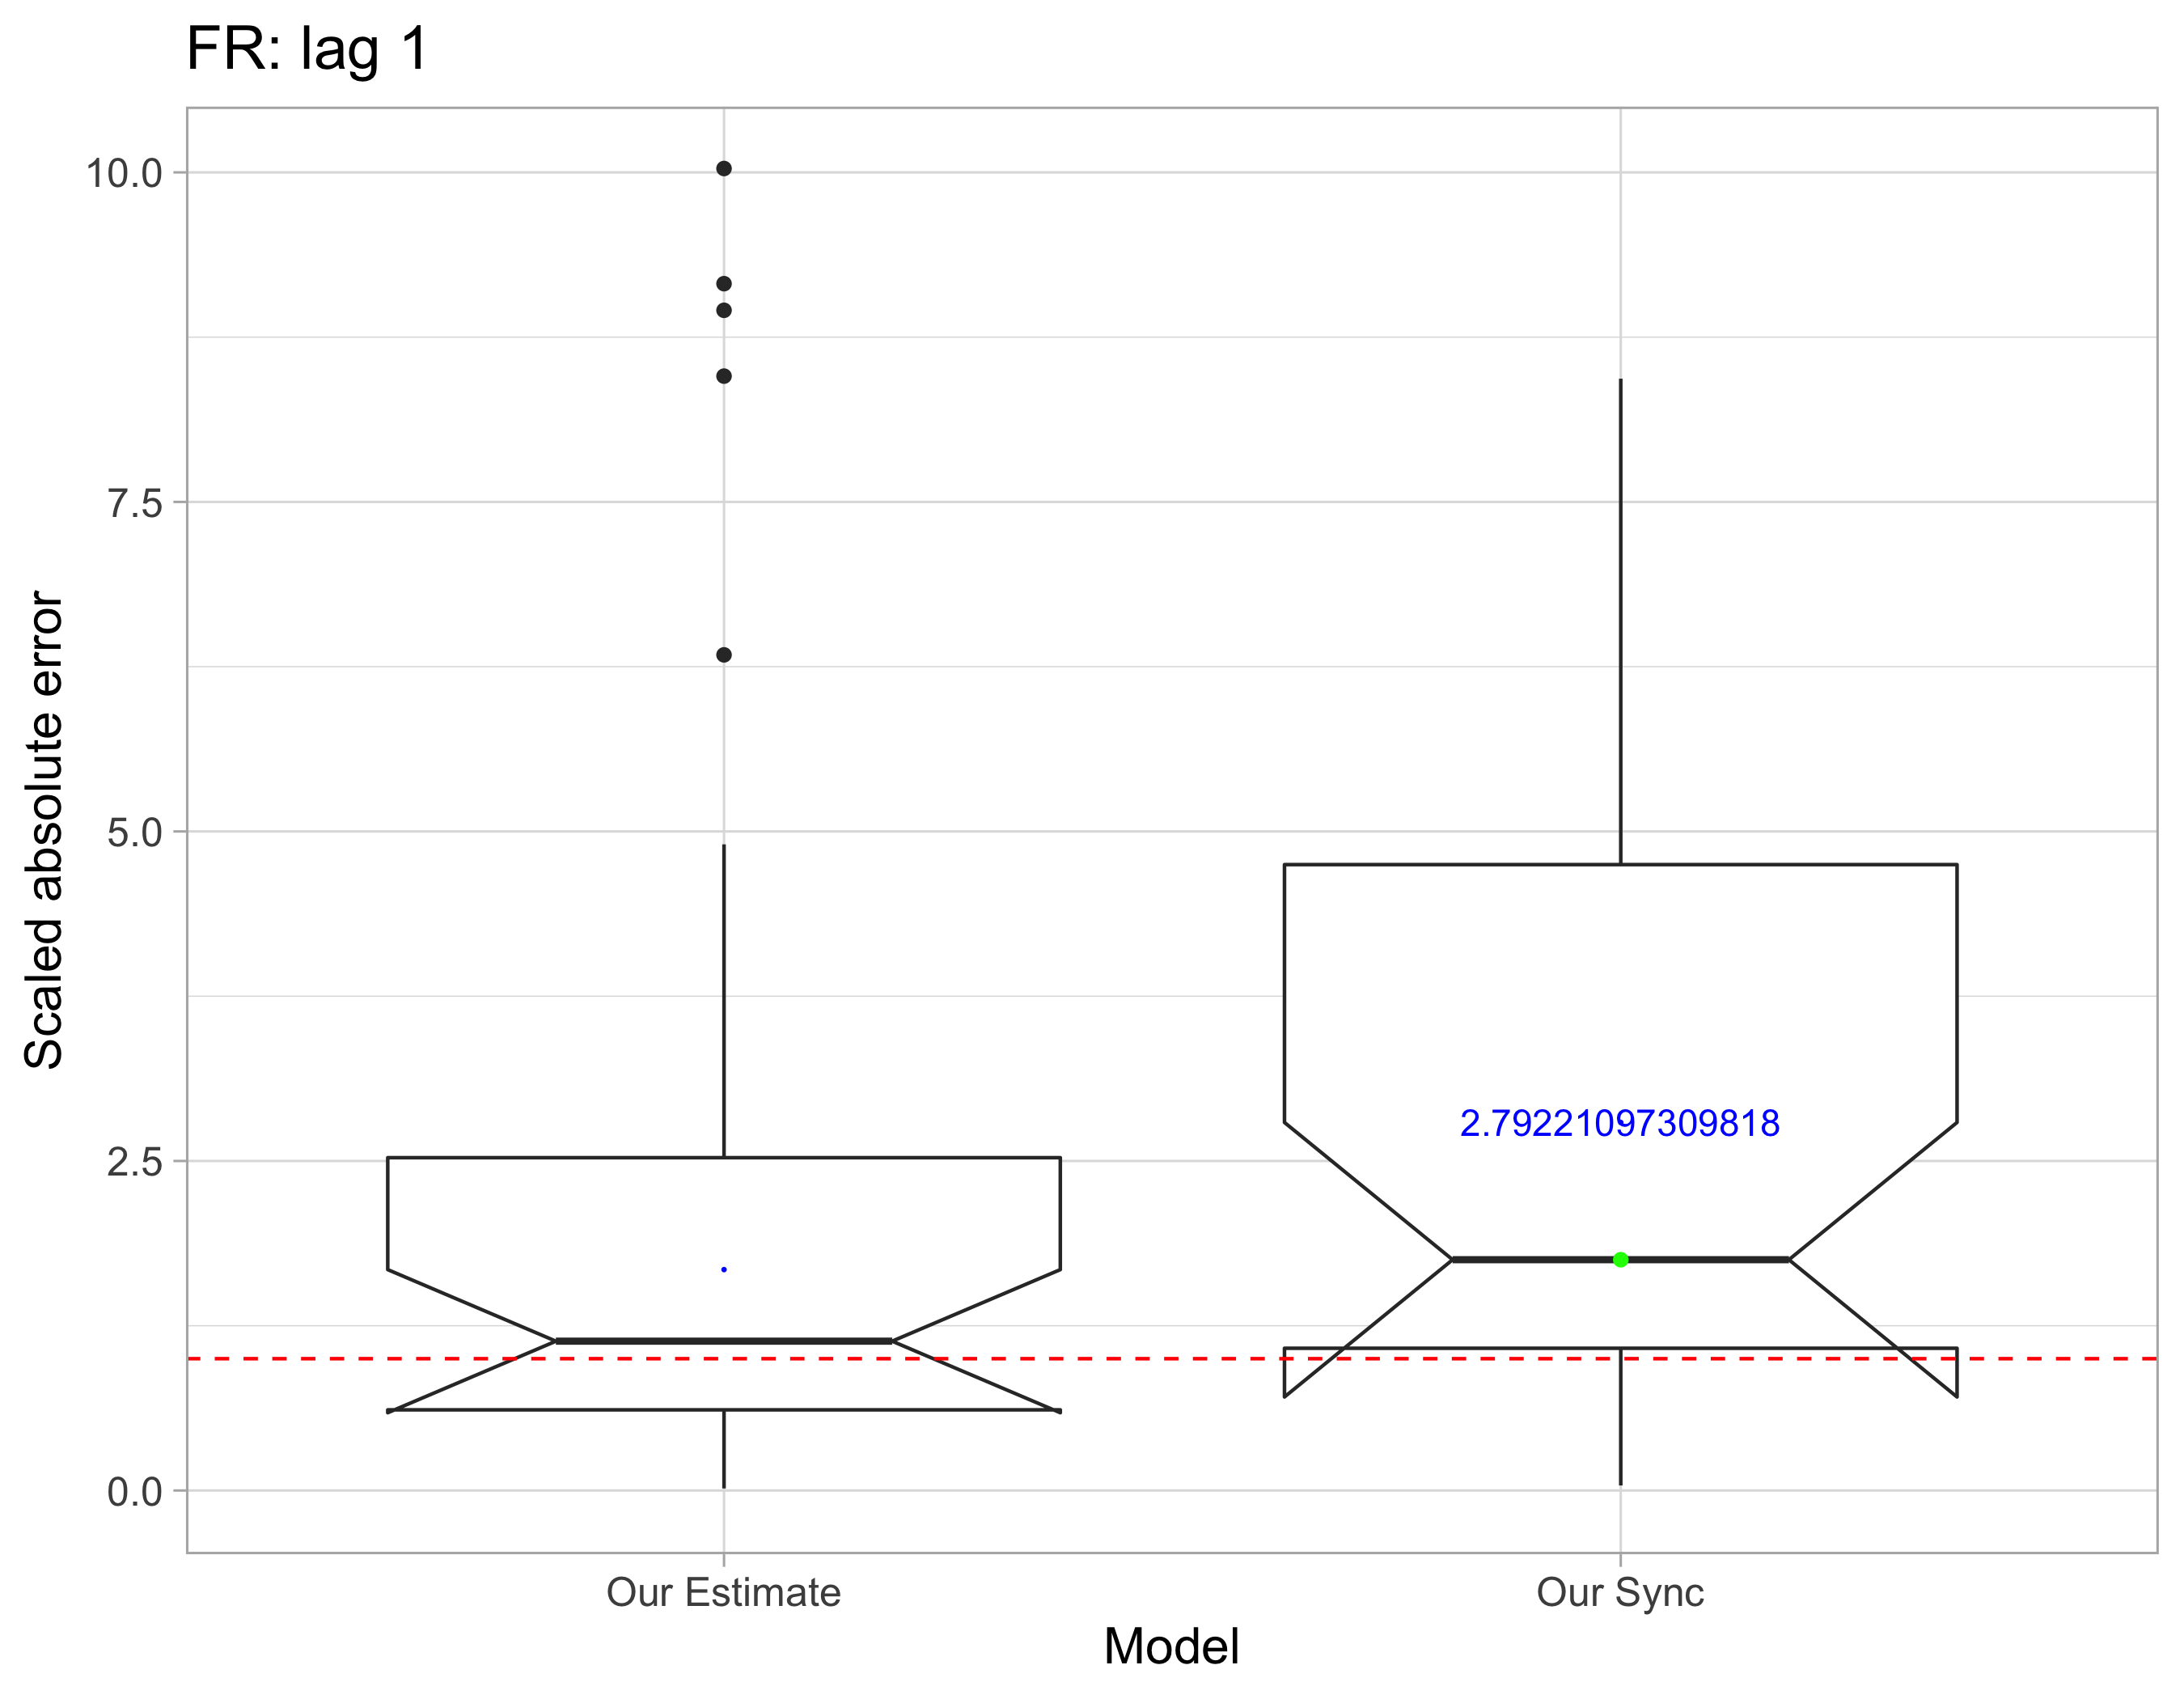 FR: lag 1
10.0
7.5
5.0
2.5
0.0
Scaled absolute error
2.79221097309818
Our Estimate
Our Sync
Model